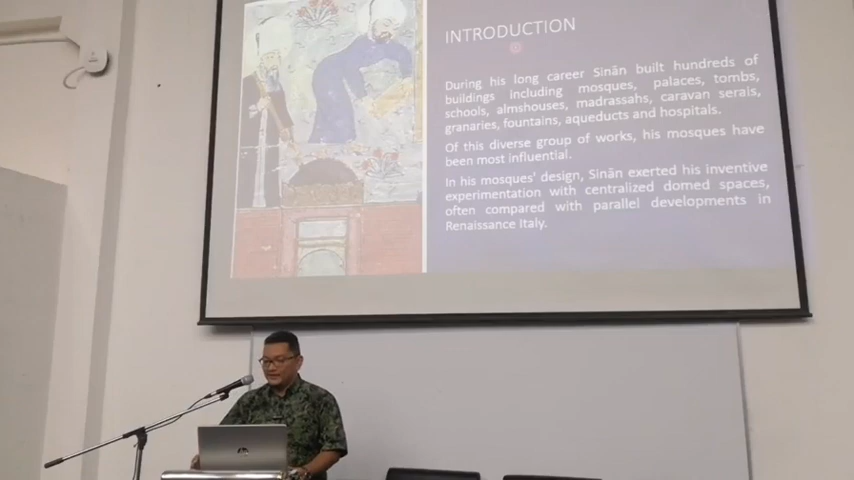 INTRODUCTION
During his long career Sinān built hundreds of
buildings including mosques, palaces, tombs,
schools, almshouses, madrassahs, caravan serais,
granaries, fountains, aqueducts and hospitals.
Of this diverse group of works, his mosques have
been most influential.
In his mosques' design, Sinān exerted his inventive
experimentation with centralized domed spaces,
often compared with parallel developments in
Renaissance Italy.
hp